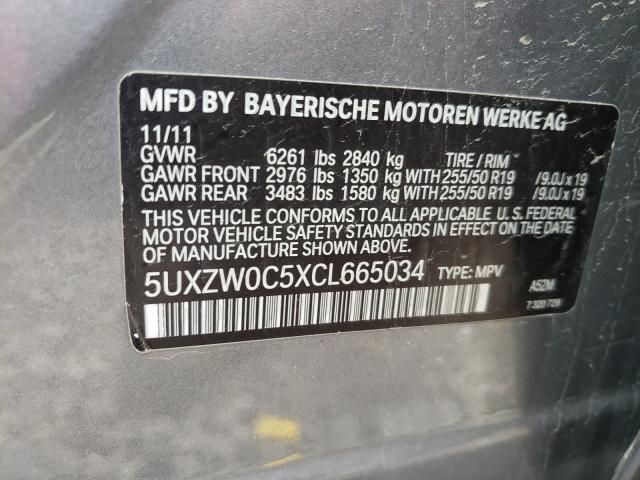 MFD BY BAYERISCHE MOTOREN WERKE AG
11/11
GVWR 6261 lbs 2840 kg TIRE / RIM
GAWR FRONT 2976 lbs 1350 kg WITH 255/50 R19 /9.0J x 19
GAWR REAR 3483 lbs 1580 kg WITH 255/50 R19 /9.0J x 19
THIS VEHICLE CONFORMS TO ALL APPLICABLE U. S. FEDERAL
MOTOR VEHICLE SAFETY STANDARDS IN EFFECT ON THE DATE
OF MANUFACTURE SHOWN ABOVE.
5UXZW0C5XCL665034 TYPE: MPV A52M